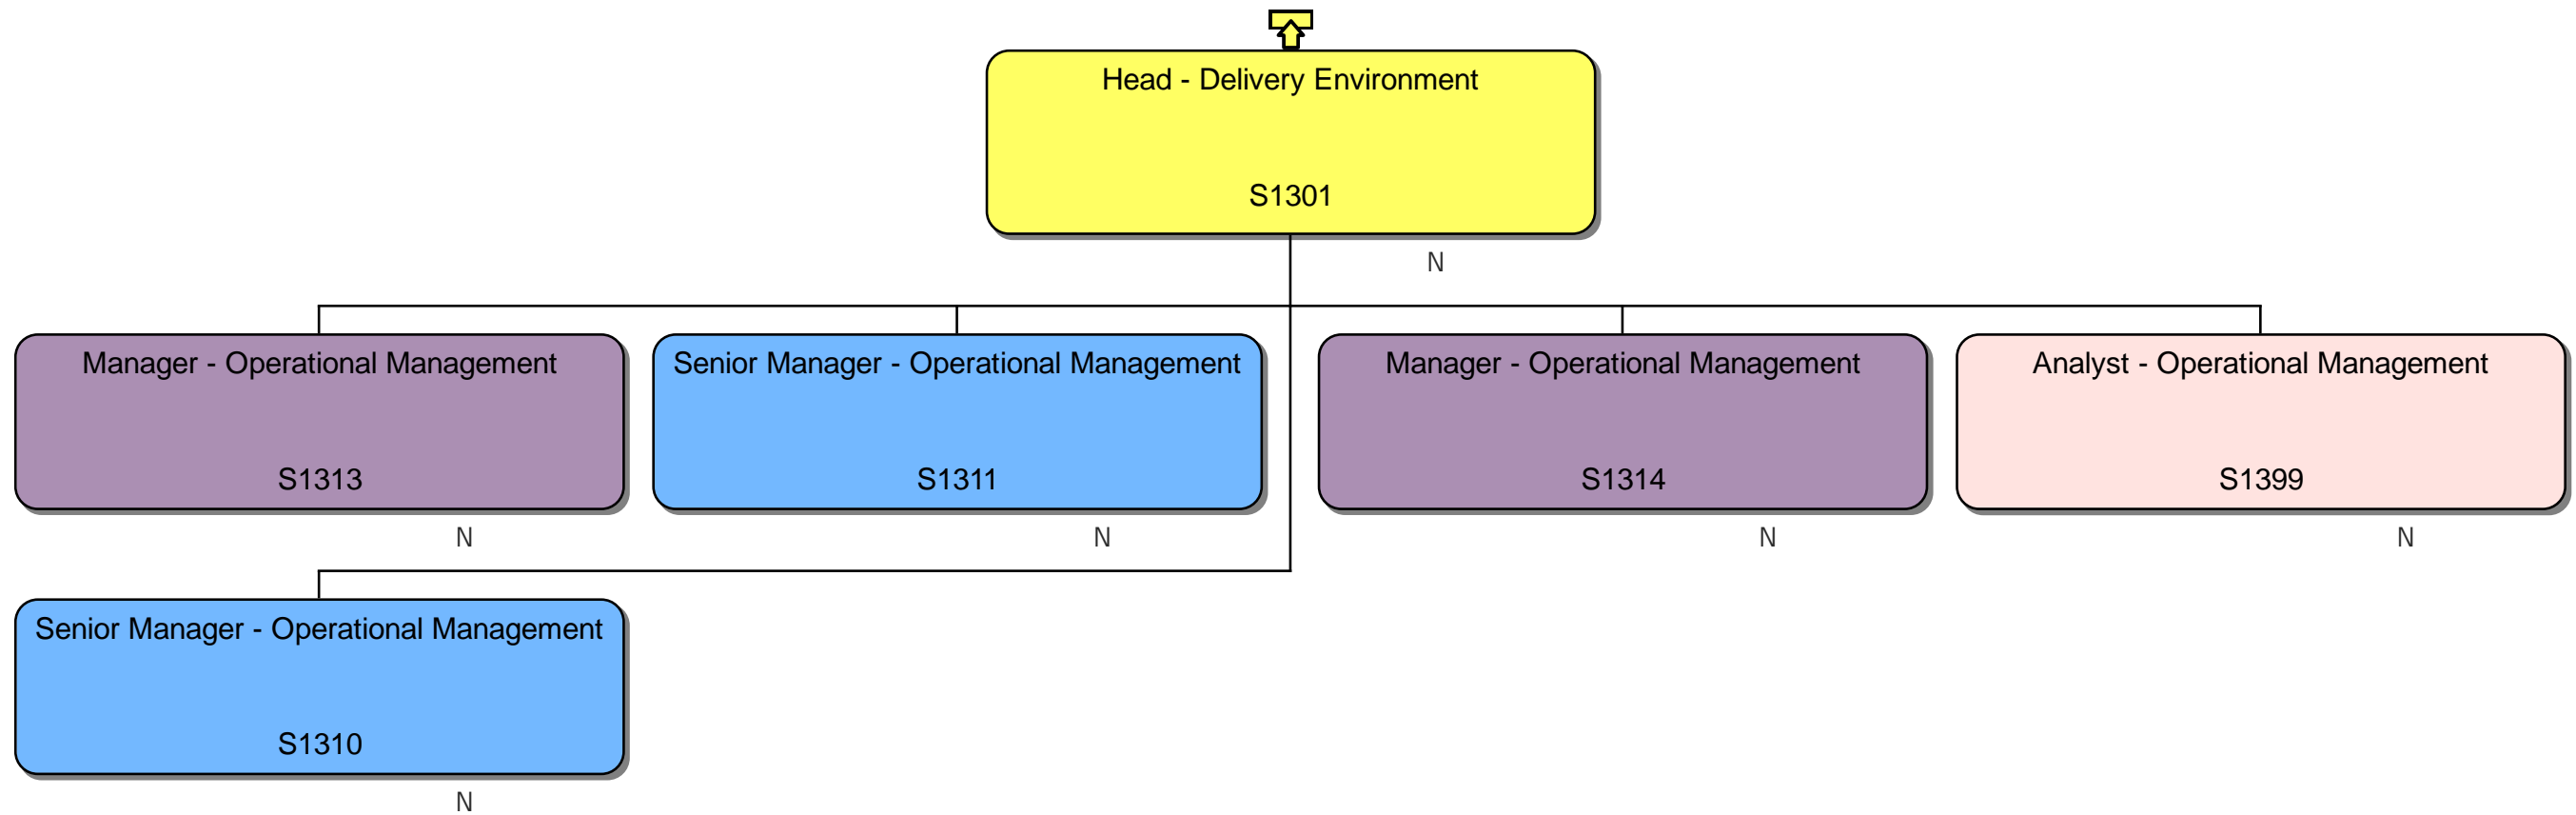 Head - Delivery Environment
S1301
N
Manager - Operational Management
S1313
N
Senior Manager - Operational Management
S1311
N
Manager - Operational Management
S1314
N
Analyst - Operational Management
S1399
N
Senior Manager - Operational Management
S1310
N